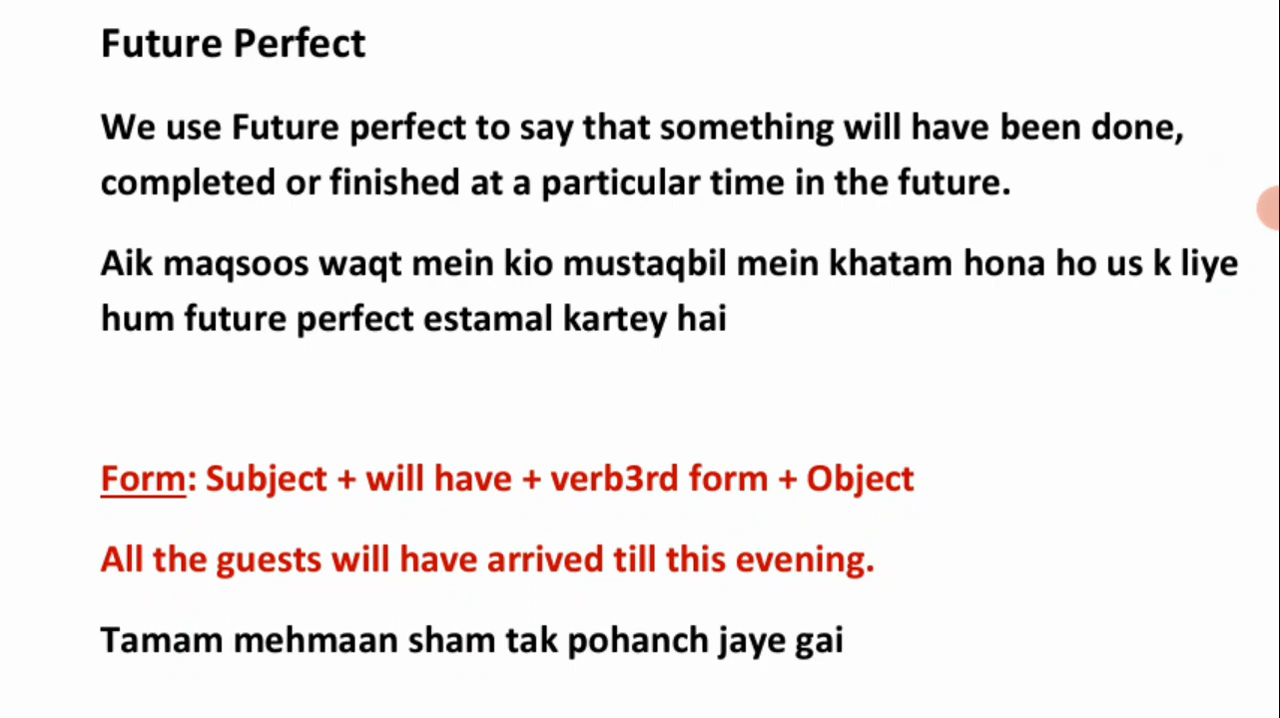 Future Perfect
We use Future perfect to say that something will have been done,
completed or finished at a particular time in the future.
Aik maqsoos waqt mein kio mustaqbil mein khatam hona ho us k liye
hum future perfect estamal kartey hai
Form: Subject + will have + verb3rd form + Object
All the guests will have arrived till this evening.
Tamam mehmaan sham tak pohanch jaye gai